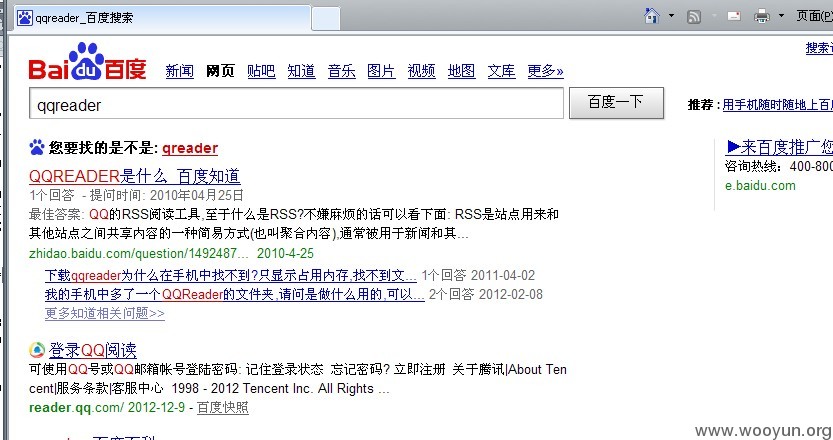 qqreader_百度搜索
页面(P)
搜索设
Bai du 百度
新闻 网页 贴吧 知道 音乐 图片 视频 地图 文库 更多»
qqreader
百度一下
推荐 : 用手机随时随地上百度
您要找的是不是: qreader
QQREADER是什么_百度知道
1个回答 - 提问时间: 2010年04月25日
最佳答案: QQ的RSS阅读工具,至于什么是RSS?不嫌麻烦的话可以看下面: RSS是站点用来和
其他站点之间共享内容的一种简易方式(也叫聚合内容),通常被用于新闻和其...
zhidao.baidu.com/question/1492487... 2010-4-25
下载qqreader为什么在手机中找不到?只显示占用内存,找不到文... 1个回答 2011-04-02
我的手机中多了一个QQReader的文件夹,请问是做什么用的,可以... 2个回答 2012-02-08
更多知道相关问题>>
登录QQ阅读
可使用QQ号或QQ邮箱帐号登陆密码: 记住登录状态 忘记密码? 立即注册 关于腾讯|About Ten
cent|服务条款|客服中心 1998 - 2012 Tencent Inc. All Rights ...
reader.qq.com/ 2012-12-9 - 百度快照
来百度推广您
咨询热线：400-800
e.baidu.com
www.wooyun.org